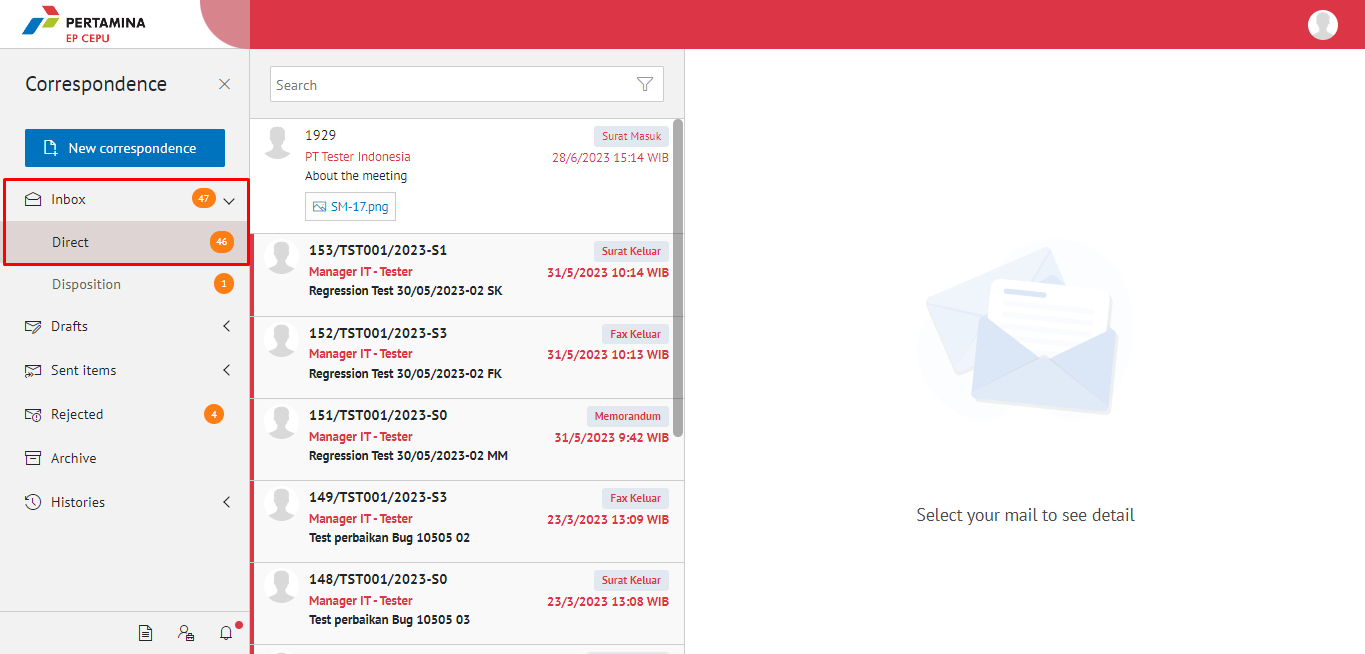 PERTAMINA
EP CEPU
Correspondence
New correspondence
Inbox 47
Direct 46
Disposition 1
Drafts
Sent items
Rejected 4
Archive
Histories
Search
1929 Surat Masuk
PT Tester Indonesia 28/6/2023 15:14 WIB
About the meeting
SM-17.png
153/TST001/2023-S1 Surat Keluar
Manager IT - Tester 31/5/2023 10:14 WIB
Regression Test 30/05/2023-02 SK
152/TST001/2023-S3 Fax Keluar
Manager IT - Tester 31/5/2023 10:13 WIB
Regression Test 30/05/2023-02 FK
151/TST001/2023-S0 Memorandum
Manager IT - Tester 31/5/2023 9:42 WIB
Regression Test 30/05/2023-02 MM
149/TST001/2023-S3 Fax Keluar
Manager IT - Tester 23/3/2023 13:09 WIB
Test perbaikan Bug 10505 02
148/TST001/2023-S0 Surat Keluar
Manager IT - Tester 23/3/2023 13:08 WIB
Test perbaikan Bug 10505 03
Select your mail to see detail